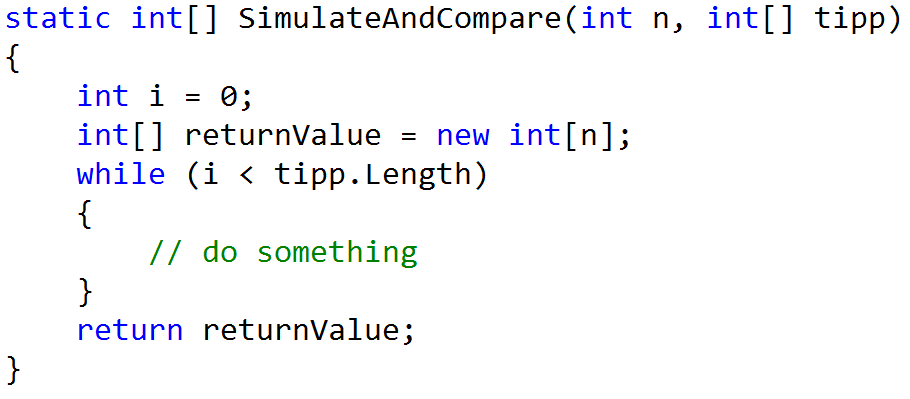 static int[] SimulateAndCompare(int n, int[] tipp)
{
    int i = 0;
    int[] returnValue = new int[n];
    while (i < tipp.Length)
    {
        // do something
    }
    return returnValue;
}